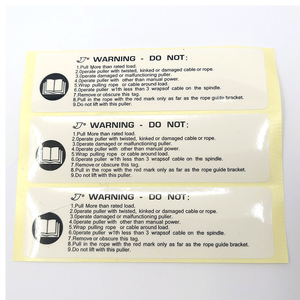 WARNING - DO NOT:
1.Pull More than rated load.
2.Operate puller with twisted, kinked or damaged cable or rope.
3.Operate damaged or malfunctioning puller.
4.Operate puller with other than manual power.
5.Wrap pulling rope or cable around load.
6.Operate puller w1th less than 3 wrapsof cable on the spindle.
7.Remove or obscure this tag.
8.Pull in the rope with the red mark only as far as the rope guide bracket.
9.Do not lift with this puller.
WARNING - DO NOT:
1.Pull More than rated load.
2.Operate puller with twisted, kinked or damaged cable or rope.
3.Operate damaged or malfunctioning puller.
4.Operate puller with other than manual power.
5.Wrap pulling rope or cable around load.
6.Operate puller w1th less than 3 wrapsof cable on the spindle.
7.Remove or obscure this tag.
8.Pull in the rope with the red mark only as far as the rope guide bracket.
9.Do not lift with this puller.
WARNING - DO NOT:
1.Pull More than rated load.
2.Operate puller with twisted, kinked or damaged cable or rope.
3.Operate damaged or malfunctioning puller.
4.Operate puller with other than manual power.
5.Wrap pulling rope or cable around load.
6.Operate puller w1th less than 3 wrapsof cable on the spindle.
7.Remove or obscure this tag.
8.Pull in the rope with the red mark only as far as the rope guide bracket.
9.Do not lift with this puller.